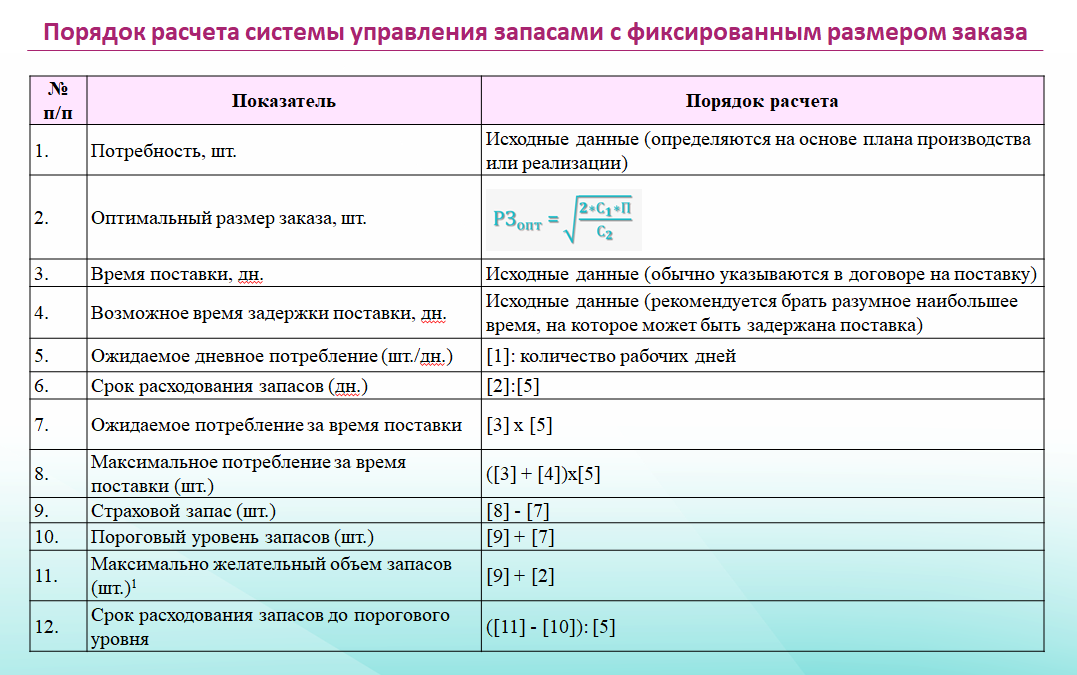 Порядок расчета системы управления запасами с фиксированным размером заказа
№
п/п
Показатель
Порядок расчета
1.
Потребность, шт.
Исходные данные (определяются на основе плана производства
или реализации)
2.
Оптимальный размер заказа, шт.
РЗопт = √(2*С₁*П / С₂)
3.
Время поставки, дн.
Исходные данные (обычно указываются в договоре на поставку)
4.
Возможное время задержки поставки, дн.
Исходные данные (рекомендуется брать разумное наибольшее
время, на которое может быть задержана поставка)
5.
Ожидаемое дневное потребление (шт./дн.)
[1]: количество рабочих дней
6.
Срок расходования запасов (дн.)
[2]:[5]
7.
Ожидаемое потребление за время поставки
[3] х [5]
8.
Максимальное потребление за время
поставки (шт.)
([3] + [4])х[5]
9.
Страховой запас (шт.)
[8] - [7]
10.
Пороговый уровень запасов (шт.)
[9] + [7]
11.
Максимально желательный объем запасов
(шт.)¹
[9] + [2]
12.
Срок расходования запасов до порогового
уровня
([11] - [10]): [5]